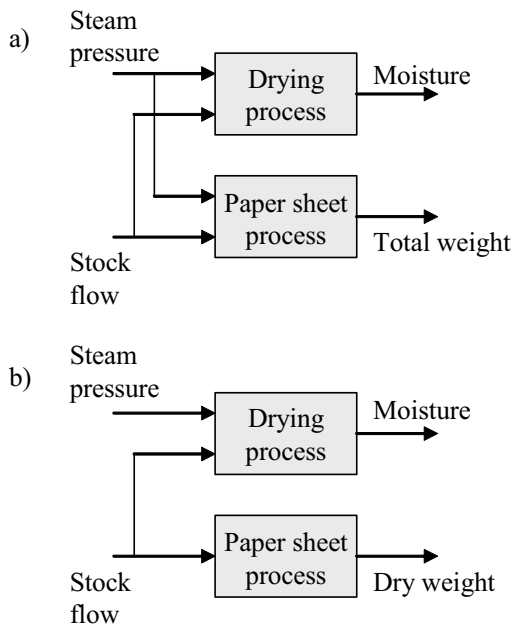 a)
Steam
pressure
Drying
process
Moisture
Paper sheet
process
Total weight
Stock
flow
b)
Steam
pressure
Drying
process
Moisture
Paper sheet
process
Dry weight
Stock
flow